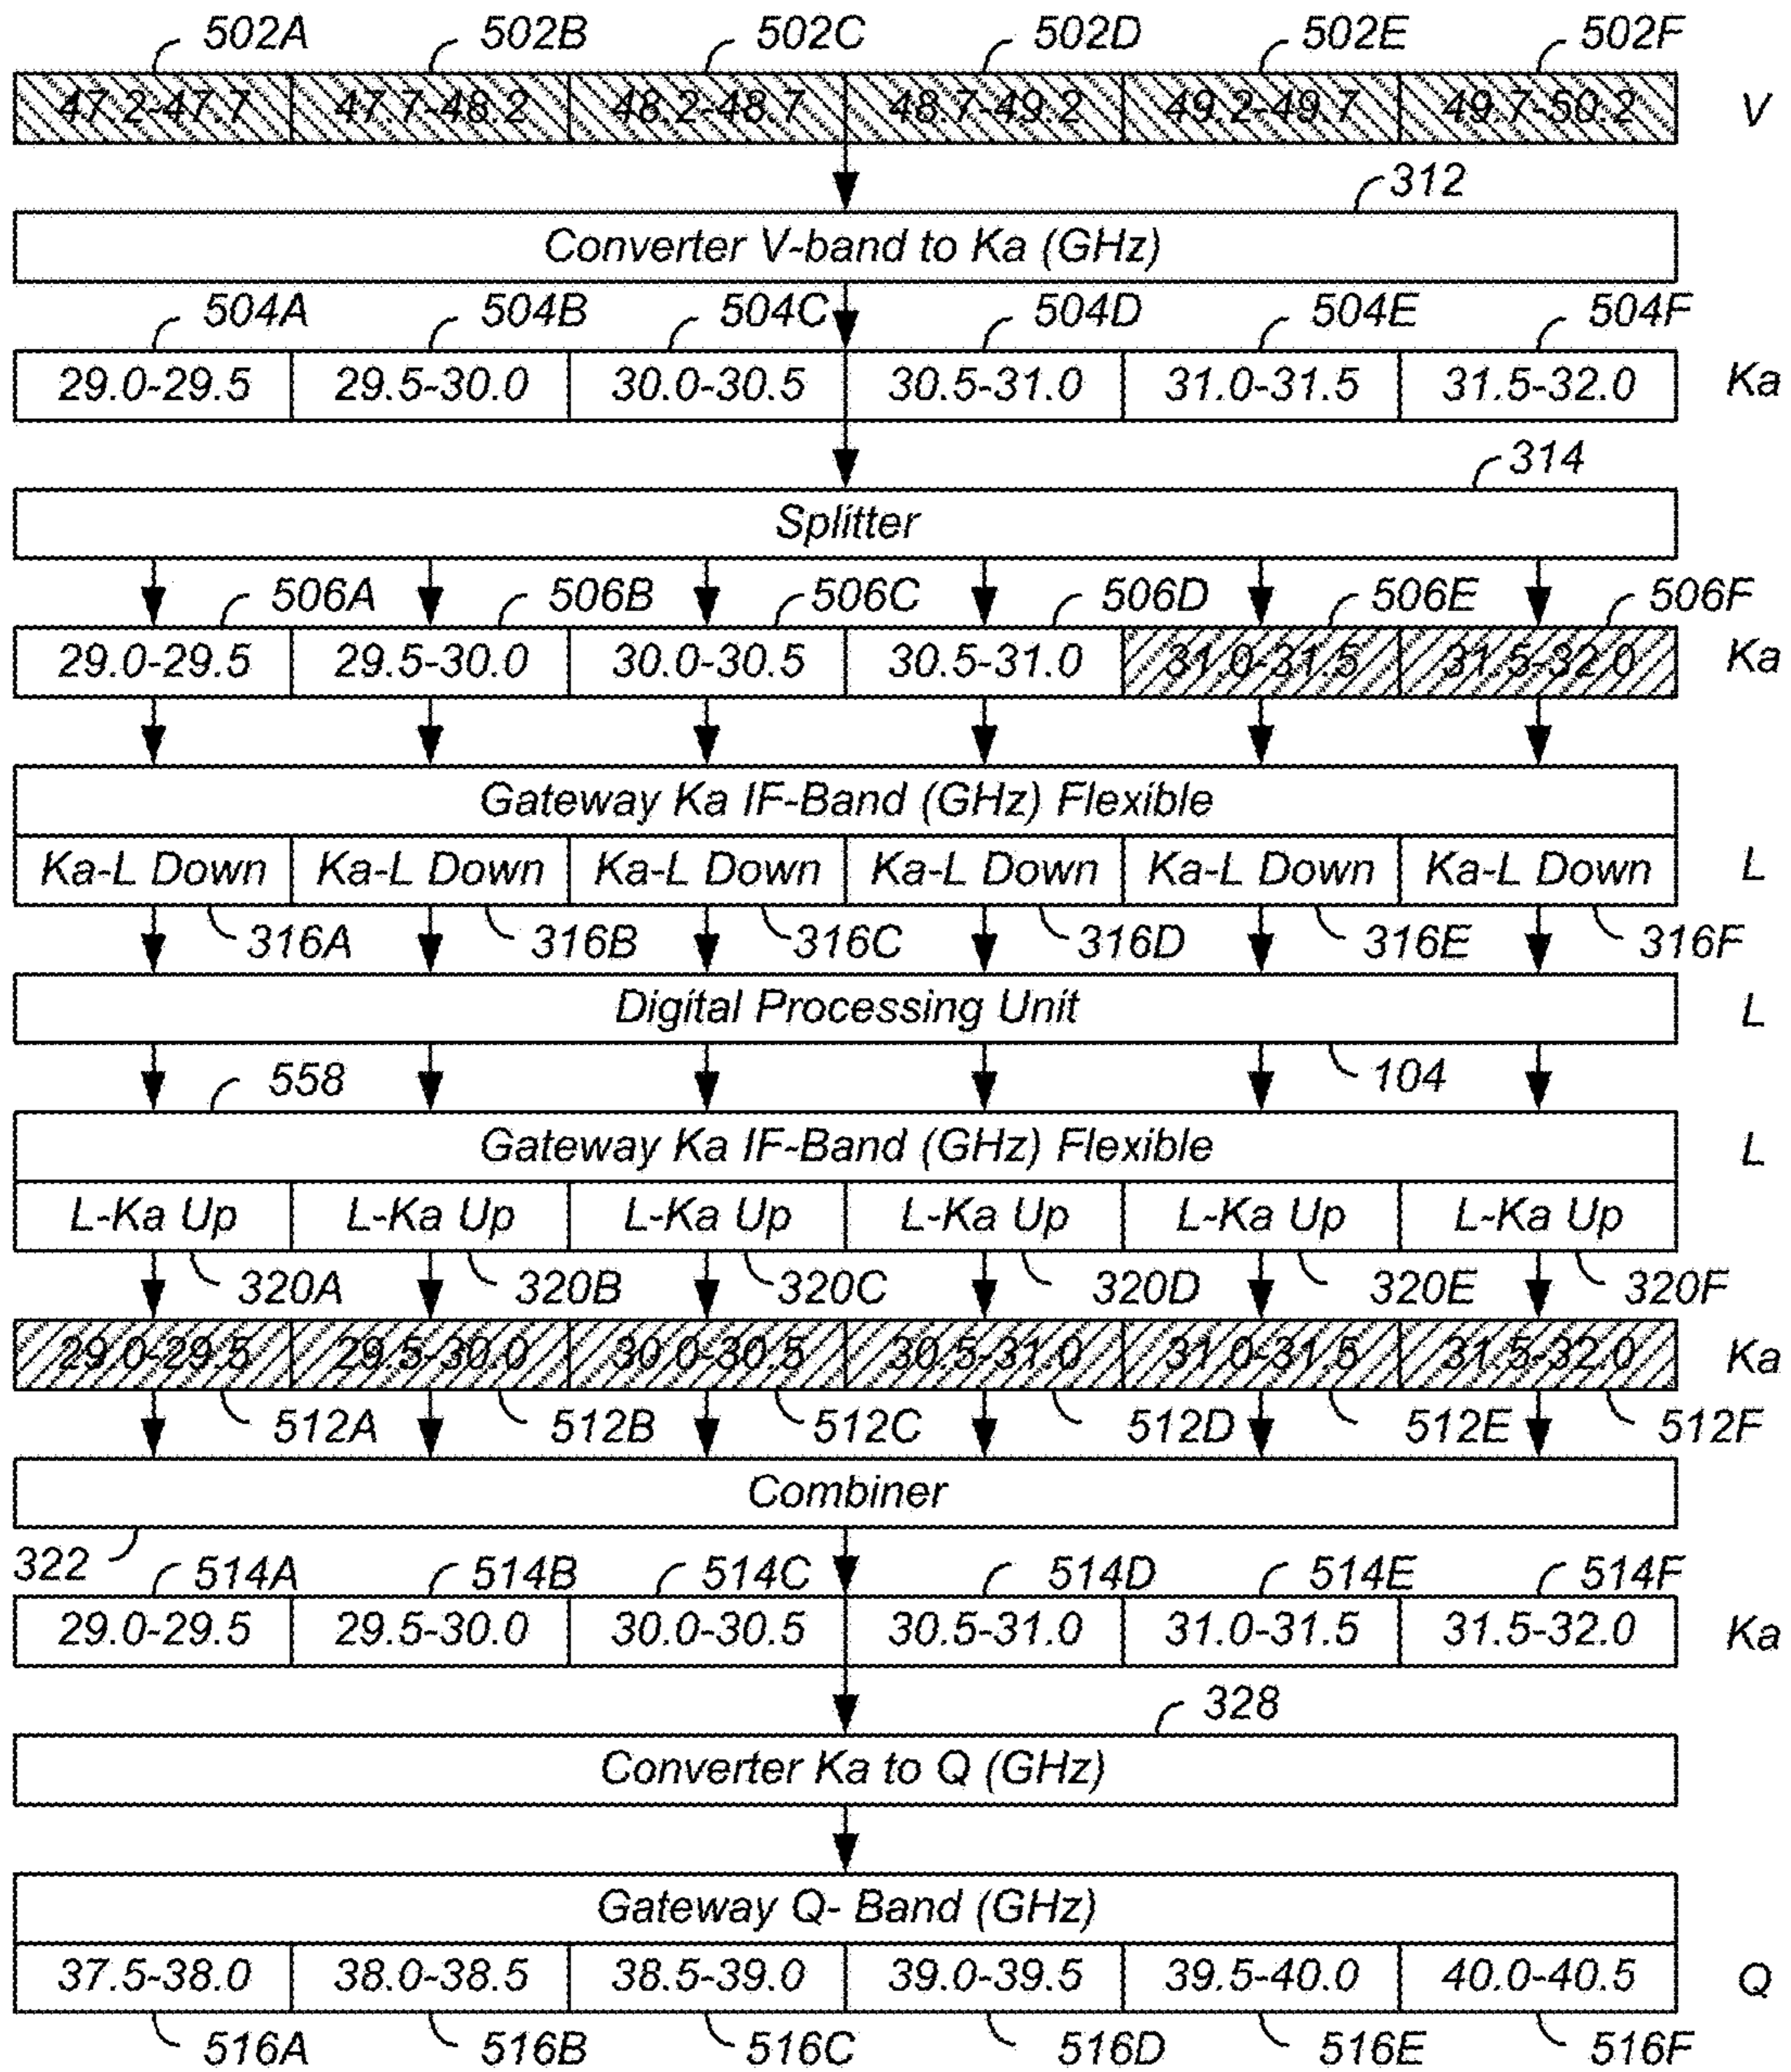 502A 502B 502C 502D 502E 502F
47.2-47.7 47.7-48.2 48.2-48.7 48.7-49.2 49.2-49.7 49.7-50.2 V
312
Converter V-band to Ka (GHz)
504A 504B 504C 504D 504E 504F
29.0-29.5 29.5-30.0 30.0-30.5 30.5-31.0 31.0-31.5 31.5-32.0 Ka
314
Splitter
506A 506B 506C 506D 506E 506F
29.0-29.5 29.5-30.0 30.0-30.5 30.5-31.0 31.0-31.5 31.5-32.0 Ka
Gateway Ka IF-Band (GHz) Flexible
Ka-L Down Ka-L Down Ka-L Down Ka-L Down Ka-L Down Ka-L Down L
316A 316B 316C 316D 316E 316F
Digital Processing Unit L
558 104
Gateway Ka IF-Band (GHz) Flexible L
L-Ka Up L-Ka Up L-Ka Up L-Ka Up L-Ka Up L-Ka Up
320A 320B 320C 320D 320E 320F
29.0-29.5 29.5-30.0 30.0-30.5 30.5-31.0 31.0-31.5 31.5-32.0 Ka
512A 512B 512C 512D 512E 512F
Combiner
322 514A 514B 514C 514D 514E 514F
29.0-29.5 29.5-30.0 30.0-30.5 30.5-31.0 31.0-31.5 31.5-32.0 Ka
328
Converter Ka to Q (GHz)
Gateway Q- Band (GHz)
37.5-38.0 38.0-38.5 38.5-39.0 39.0-39.5 39.5-40.0 40.0-40.5 Q
516A 516B 516C 516D 516E 516F